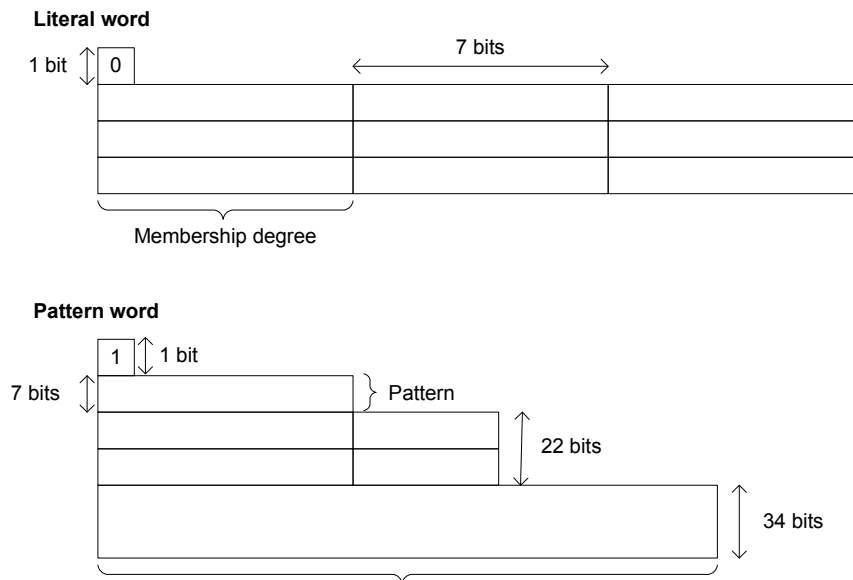 Literal word
7 bits
1 bit
0
Membership degree
Pattern word
1
1 bit
7 bits
Pattern
22 bits
34 bits